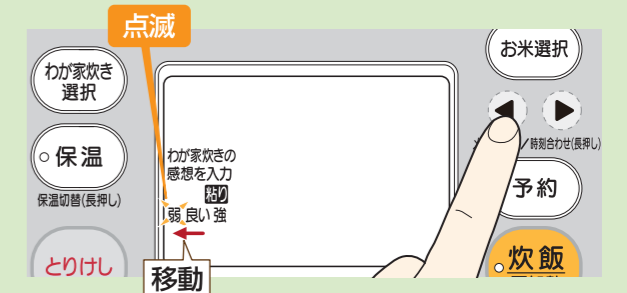 点滅
わが家炊き
選択
保温
保温切替(長押し)
とりけし
わが家炊きの
感想を入力
粘り
弱 良い 強
移動
お米選択
/時刻合わせ(長押し)
予約
炊飯